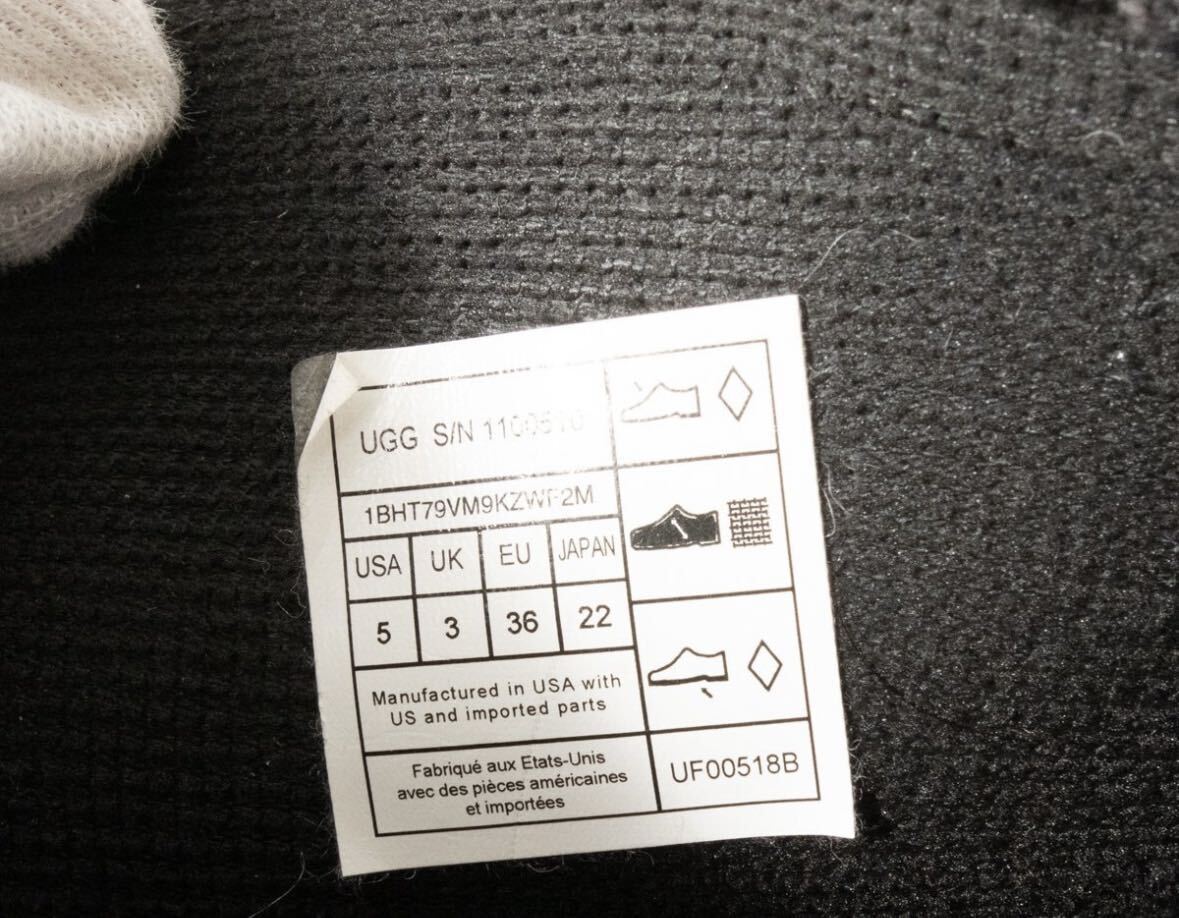 UGG S/N 1100510
1BHT79VM9KZWF2M
USA UK EU JAPAN
5 3 36 22
Manufactured in USA with
US and imported parts
Fabriqué aux Etats-Unis
avec des pièces américaines
et importées
UF00518B